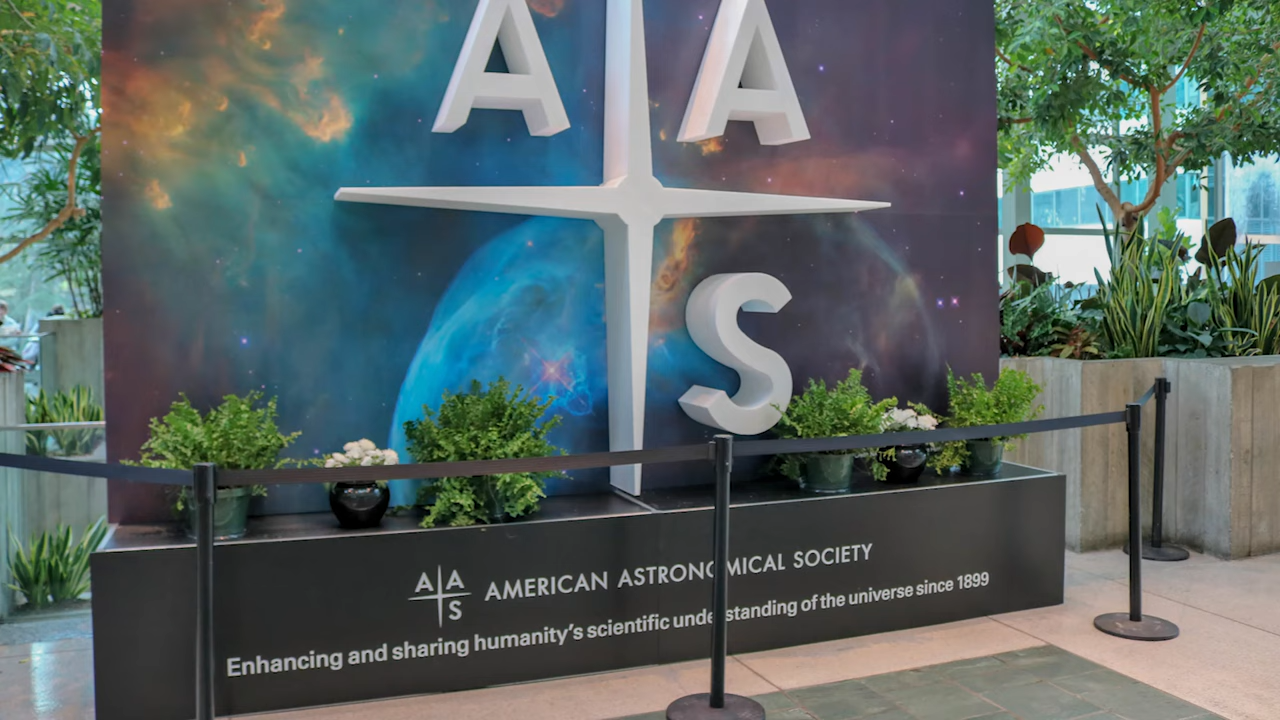 A A
S
A A
S
AMERICAN ASTRONOMICAL SOCIETY
Enhancing and sharing humanity's scientific understanding of the universe since 1899